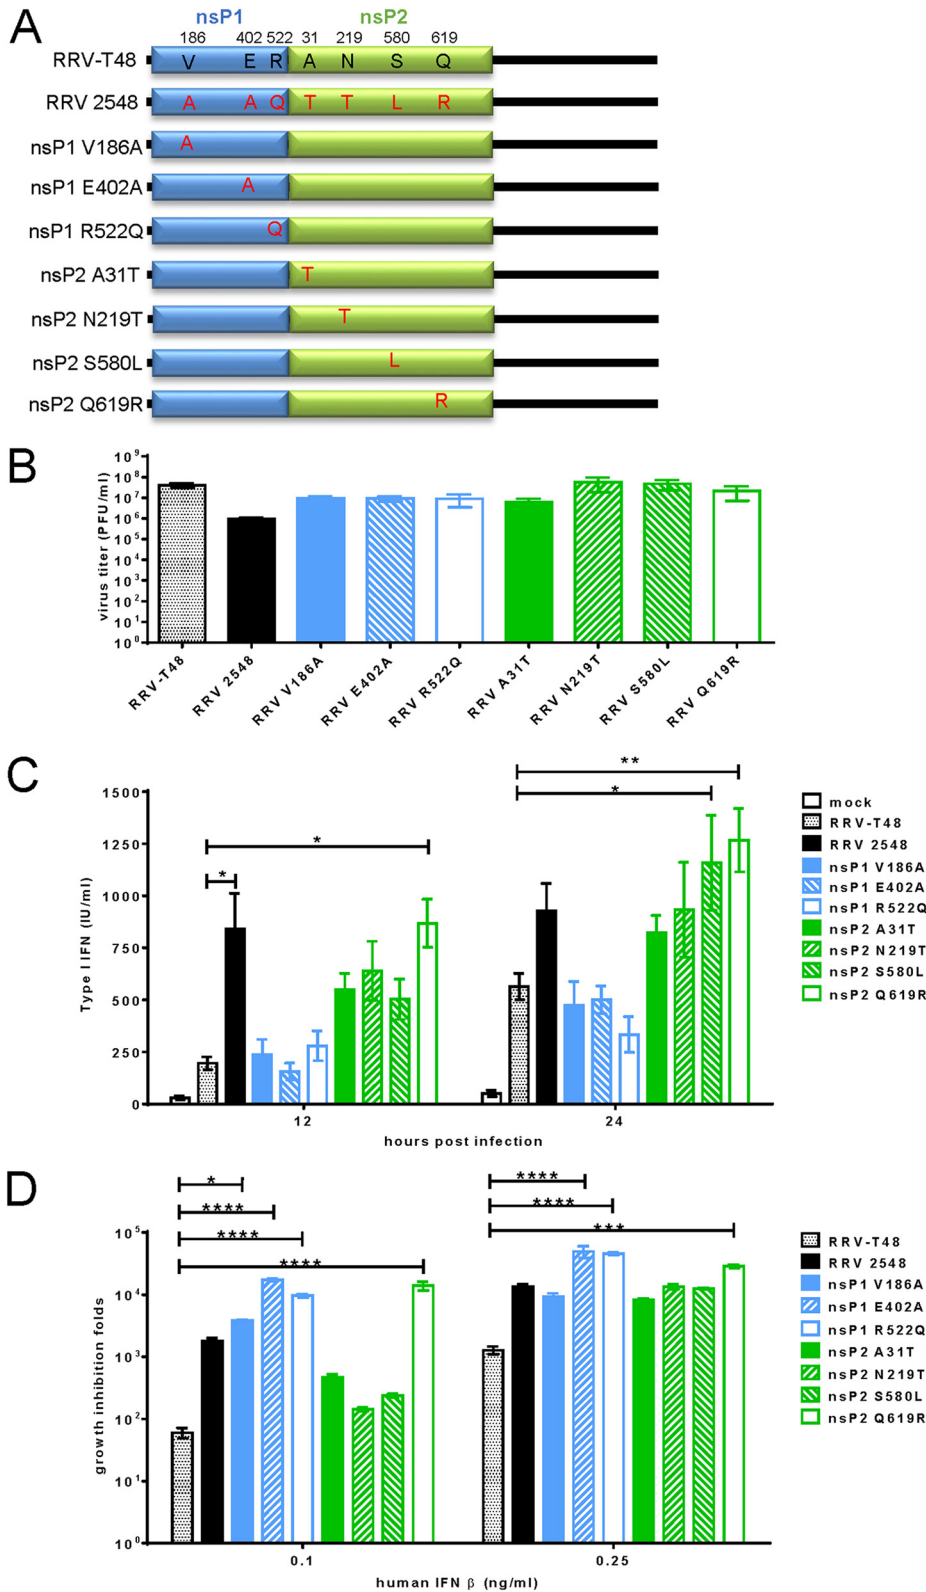 A
nsP1 nsP2
186 402 522 31 219 580 619
RRV-T48 V E R A N S Q
RRV 2548 A A Q T T L R
nsP1 V186A A
nsP1 E402A A
nsP1 R522Q Q
nsP2 A31T T
nsP2 N219T T
nsP2 S580L L
nsP2 Q619R R
B
virus titer (PFU/ml)
10⁹
10⁸
10⁷
10⁶
10⁵
10⁴
10³
10²
10¹
10⁰
RRV-T48
RRV 2548
RRV V186A
RRV E402A
RRV R522Q
RRV A31T
RRV N219T
RRV S580L
RRV Q619R
C
Type I IFN (IU/ml)
1500
1250
1000
750
500
250
0
*
*
**
*
12 24
hours post infection
mock
RRV-T48
RRV 2548
nsP1 V186A
nsP1 E402A
nsP1 R522Q
nsP2 A31T
nsP2 N219T
nsP2 S580L
nsP2 Q619R
D
growth inhibition folds
10⁵
10⁴
10³
10²
10¹
10⁰
*
****
****
****
****
****
***
0.1 0.25
human IFN β (ng/ml)
RRV-T48
RRV 2548
nsP1 V186A
nsP1 E402A
nsP1 R522Q
nsP2 A31T
nsP2 N219T
nsP2 S580L
nsP2 Q619R